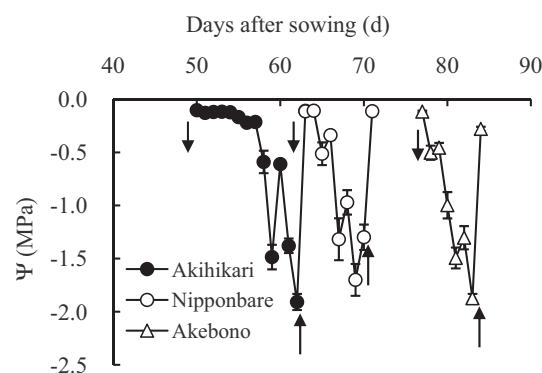 Days after sowing (d)
40 50 60 70 80 90
0.0
-0.5
-1.0
-1.5
-2.0
-2.5
Ψ (MPa)
Akihikari
Nipponbare
Akebono